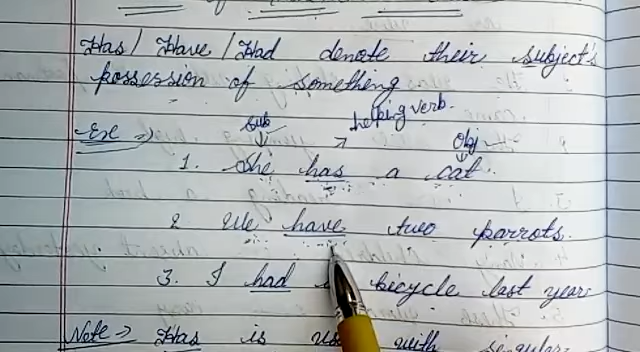 Has / Have / Had denote their subject's
possession of something
helping verb.
Exe => sub obj
1. She has a cat.
2 We have two parrots.
3. I had bicycle last year
Note => Has is with